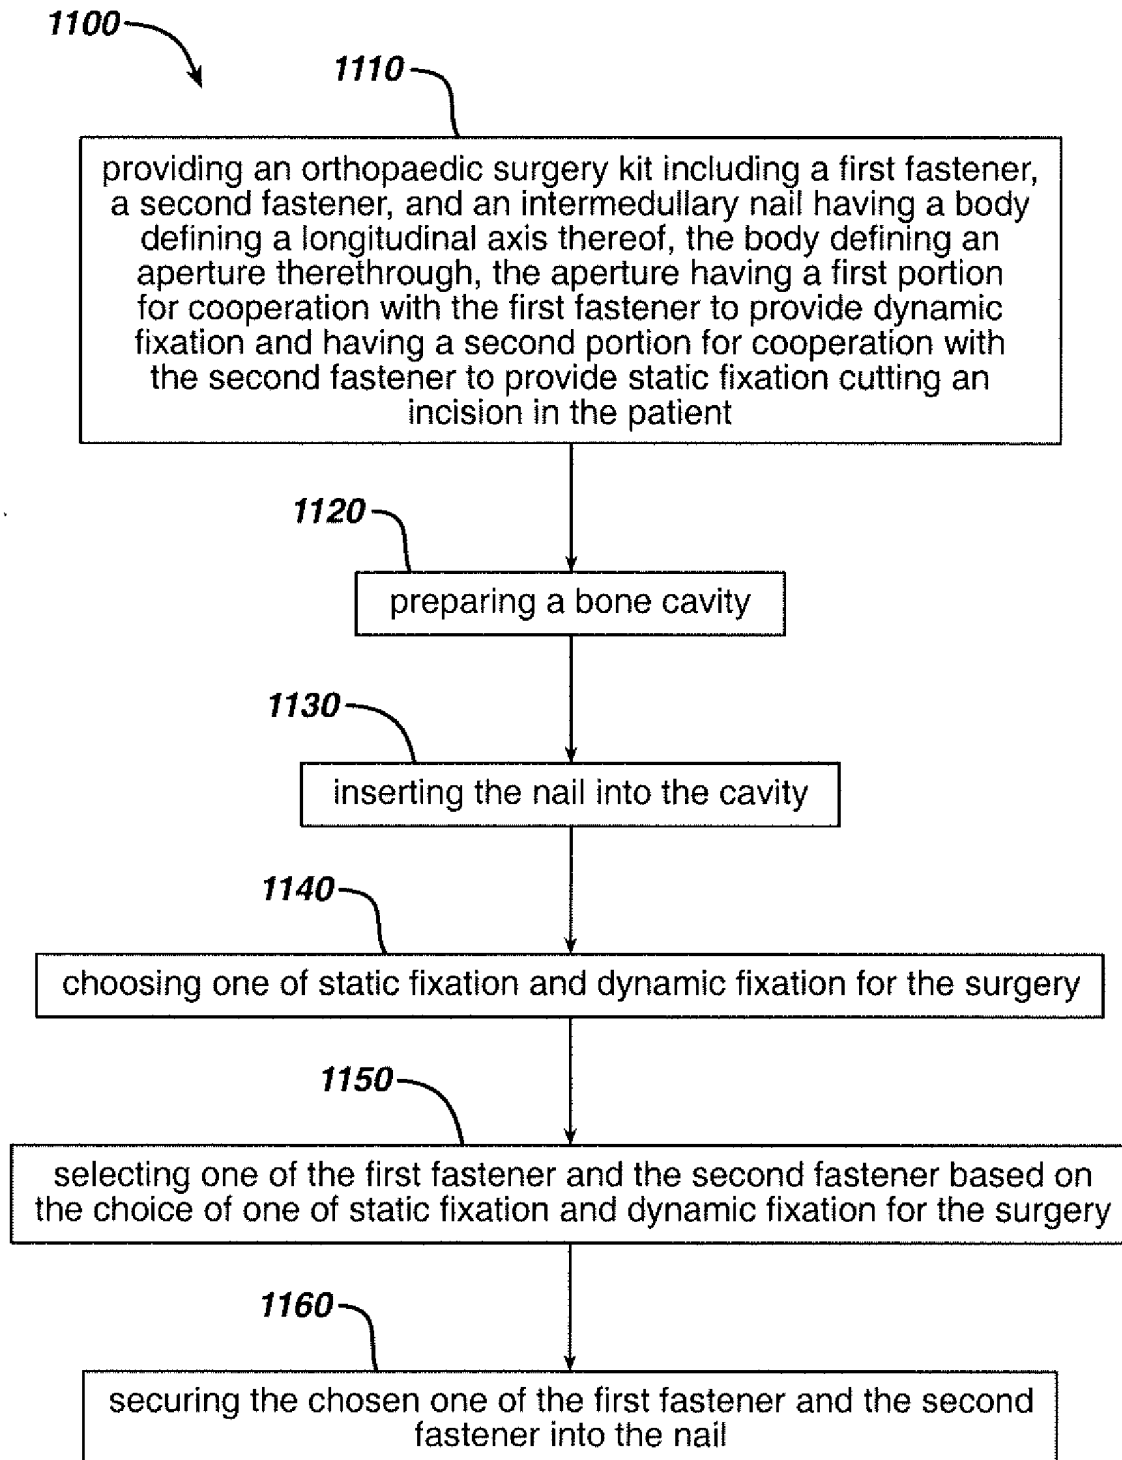 1100
1110
providing an orthopaedic surgery kit including a first fastener,
a second fastener, and an intermedullary nail having a body
defining a longitudinal axis thereof, the body defining an
aperture therethrough, the aperture having a first portion
for cooperation with the first fastener to provide dynamic
fixation and having a second portion for cooperation with
the second fastener to provide static fixation cutting an
incision in the patient
1120
preparing a bone cavity
1130
inserting the nail into the cavity
1140
choosing one of static fixation and dynamic fixation for the surgery
1150
selecting one of the first fastener and the second fastener based on
the choice of one of static fixation and dynamic fixation for the surgery
1160
securing the chosen one of the first fastener and the second
fastener into the nail